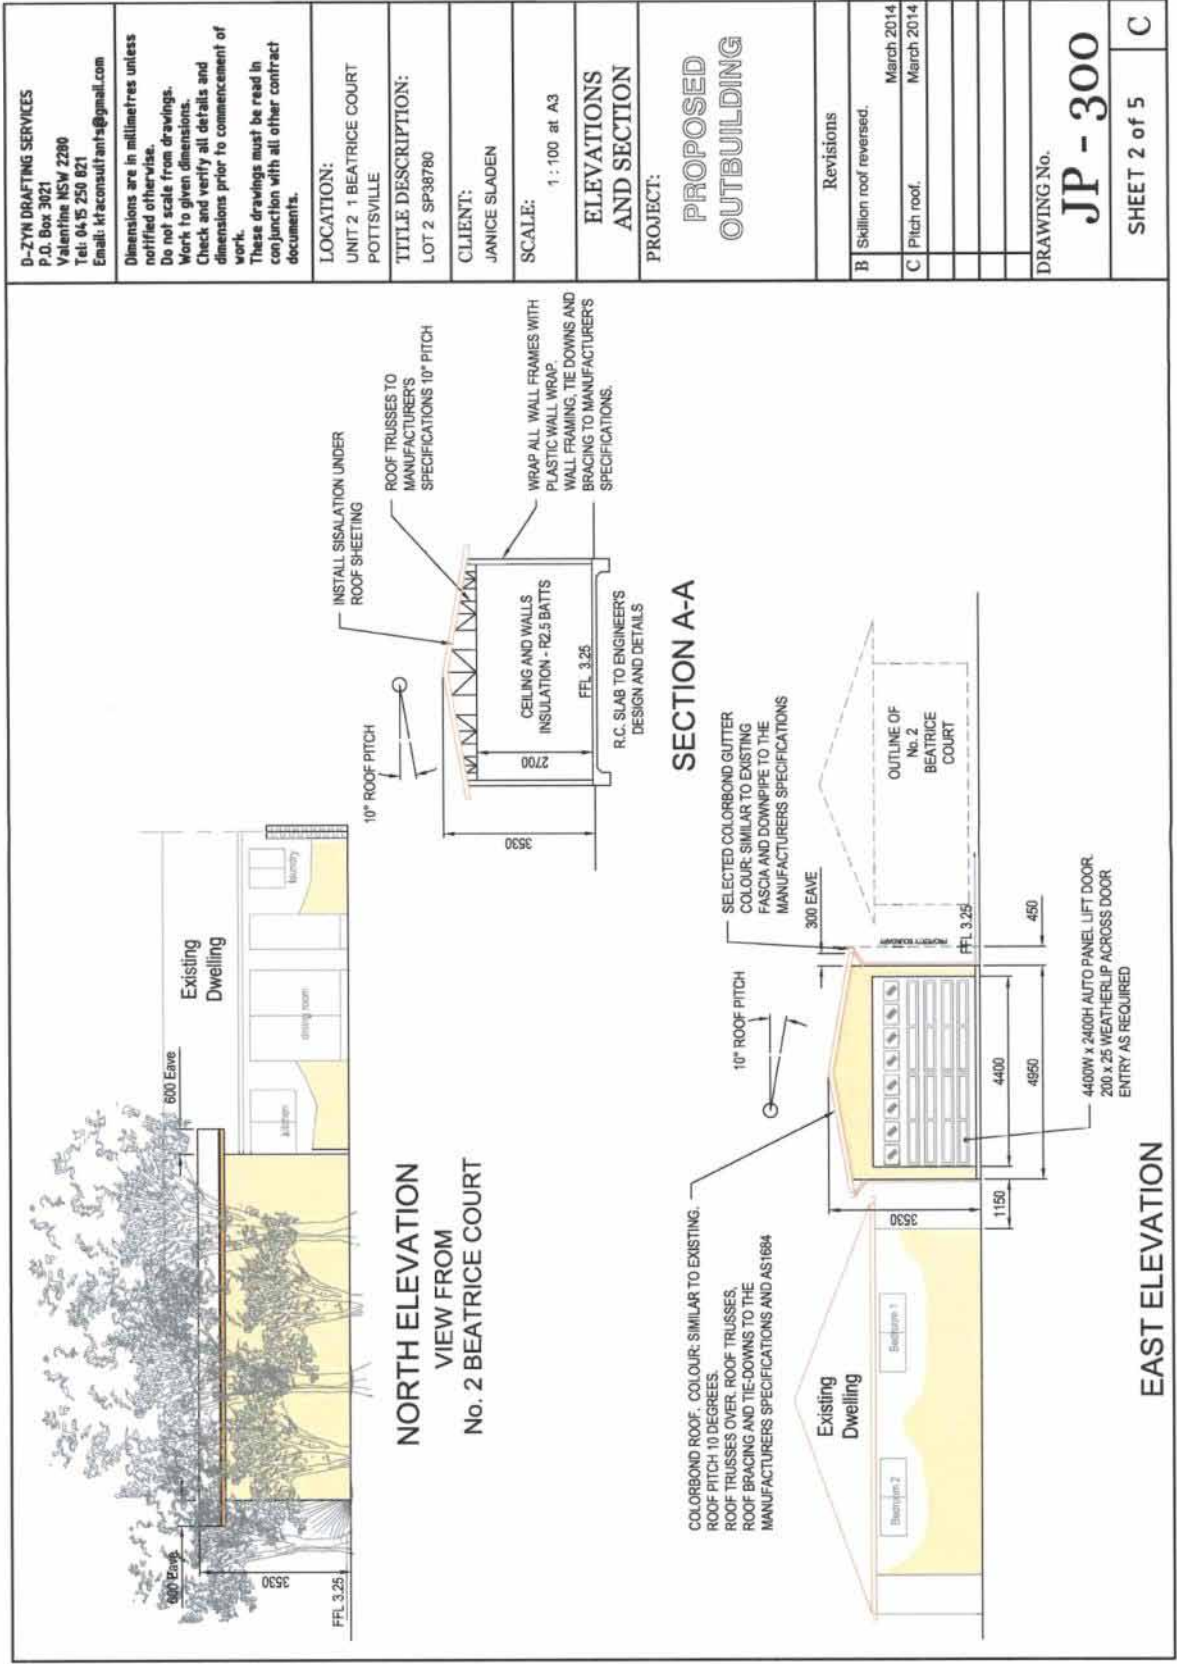 600 Eave
600 Eave
3530
FFL 3.25
Existing
Dwelling
kitchen
dining room
laundry
NORTH ELEVATION
VIEW FROM
No. 2 BEATRICE COURT
10° ROOF PITCH
3530
2700
INSTALL SISALATION UNDER
ROOF SHEETING
ROOF TRUSSES TO
MANUFACTURER'S
SPECIFICATIONS 10° PITCH
CEILING AND WALLS
INSULATION - R2.5 BATTS
FFL 3.25
WRAP ALL WALL FRAMES WITH
PLASTIC WALL WRAP.
WALL FRAMING, TIE DOWNS AND
BRACING TO MANUFACTURER'S
SPECIFICATIONS.
R.C. SLAB TO ENGINEER'S
DESIGN AND DETAILS
SECTION A-A
COLORBOND ROOF. COLOUR: SIMILAR TO EXISTING.
ROOF PITCH 10 DEGREES.
ROOF TRUSSES OVER. ROOF TRUSSES,
ROOF BRACING AND TIE-DOWNS TO THE
MANUFACTURERS SPECIFICATIONS AND AS1684
10° ROOF PITCH
SELECTED COLORBOND GUTTER
COLOUR: SIMILAR TO EXISTING
FASCIA AND DOWNPIPE TO THE
MANUFACTURERS SPECIFICATIONS
300 EAVE
Existing
Dwelling
Bedroom 2
Bedroom 1
3530
PROPERTY BOUNDARY
FFL 3.25
OUTLINE OF
No. 2
BEATRICE
COURT
1150
4400
4950
450
4400W x 2400H AUTO PANEL LIFT DOOR.
200 x 25 WEATHERLIP ACROSS DOOR
ENTRY AS REQUIRED
EAST ELEVATION
D-ZYN DRAFTING SERVICES
P.O. Box 3021
Valentine NSW 2280
Tel: 0415 250 821
Email: ktaconsultants@gmail.com
Dimensions are in millimetres unless
notified otherwise.
Do not scale from drawings.
Work to given dimensions.
Check and verify all details and
dimensions prior to commencement of
work.
These drawings must be read in
conjunction with all other contract
documents.
LOCATION:
UNIT 2 1 BEATRICE COURT
POTTSVILLE
TITLE DESCRIPTION:
LOT 2 SP38780
CLIENT:
JANICE SLADEN
SCALE:
1 : 100 at A3
ELEVATIONS
AND SECTION
PROJECT:
PROPOSED
OUTBUILDING
Revisions
B Skillion roof reversed. March 2014
C Pitch roof. March 2014
DRAWING No.
JP - 300
SHEET 2 of 5 C